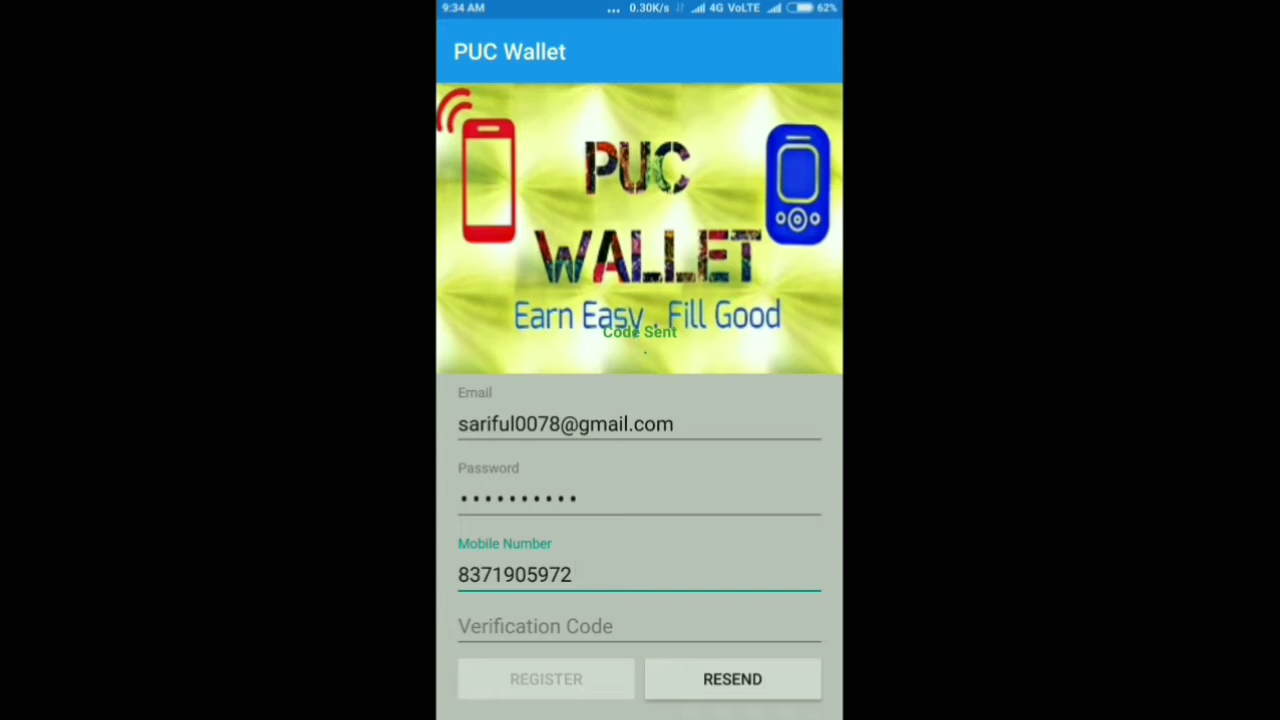 9:34 AM ... 0.30K/s 4G VoLTE 62%
PUC Wallet
PUC
WALLET
Earn Easy . Fill Good
Code Sent
.
Email
sariful0078@gmail.com
Password
••••••••••
Mobile Number
8371905972
Verification Code
REGISTER RESEND